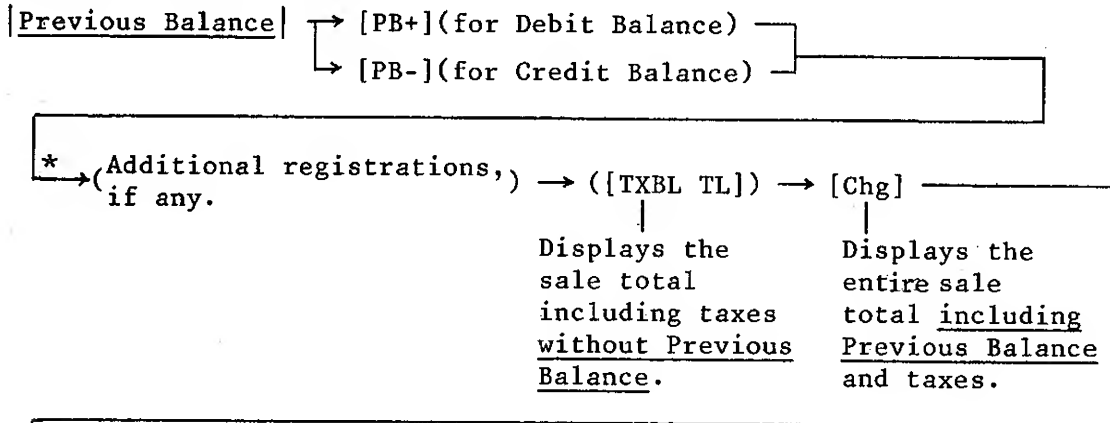 |Previous Balance| → [PB+](for Debit Balance)
→ [PB-](for Credit Balance)
* → (Additional registrations, if any.) → ([TXBL TL]) → [Chg]
Displays the sale total including taxes without Previous Balance.
Displays the entire sale total including Previous Balance and taxes.